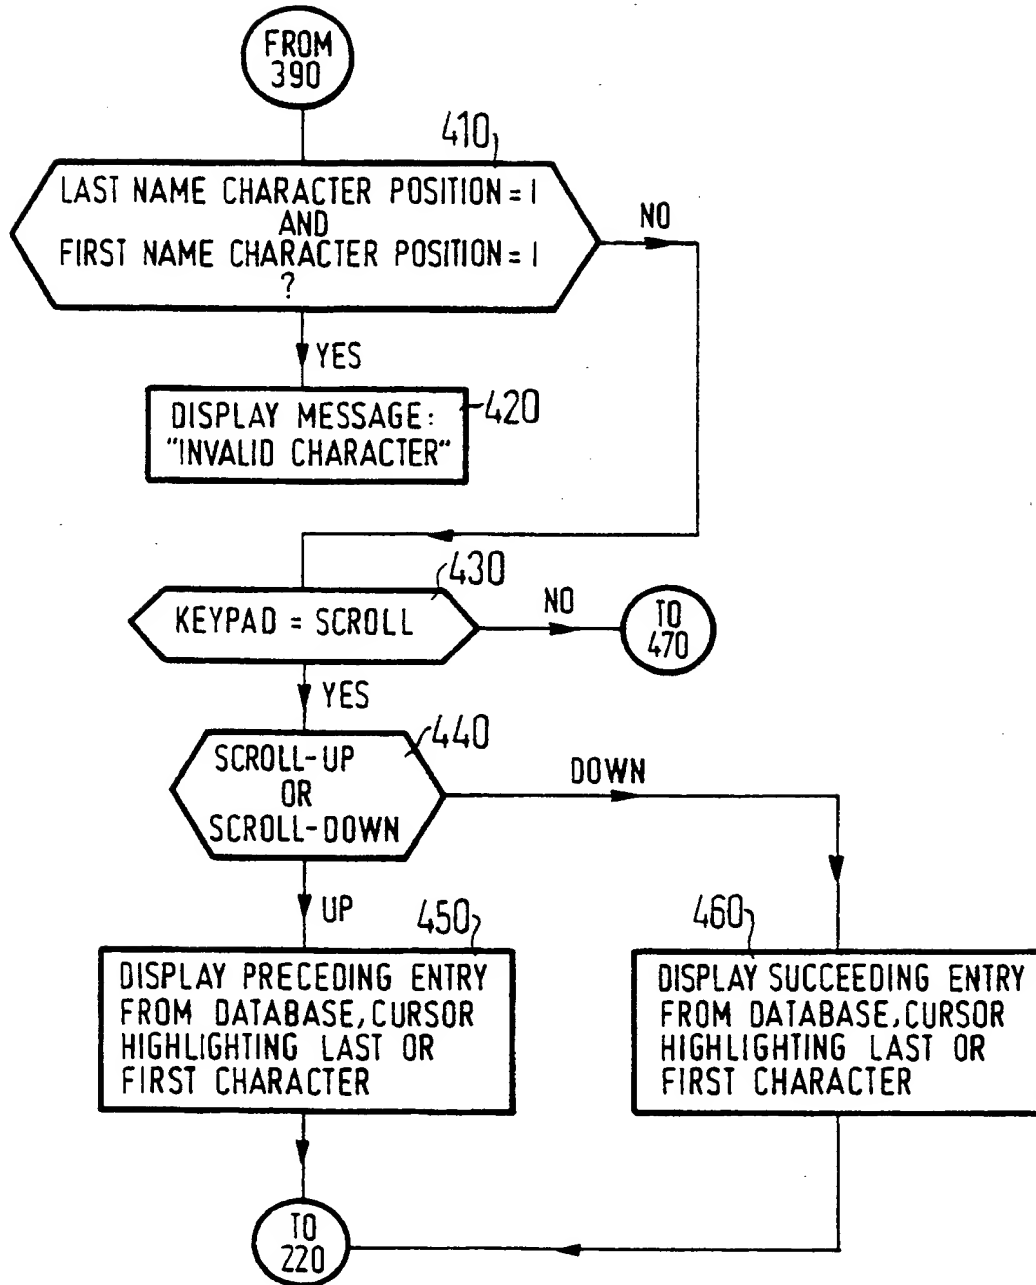 FROM
390
410
LAST NAME CHARACTER POSITION = 1
AND
FIRST NAME CHARACTER POSITION = 1
?
NO
YES
DISPLAY MESSAGE:
"INVALID CHARACTER"
420
430
KEYPAD = SCROLL
NO
TO
470
YES
440
SCROLL-UP
OR
SCROLL-DOWN
DOWN
UP
450
DISPLAY PRECEDING ENTRY
FROM DATABASE, CURSOR
HIGHLIGHTING LAST OR
FIRST CHARACTER
460
DISPLAY SUCCEEDING ENTRY
FROM DATABASE, CURSOR
HIGHLIGHTING LAST OR
FIRST CHARACTER
TO
220